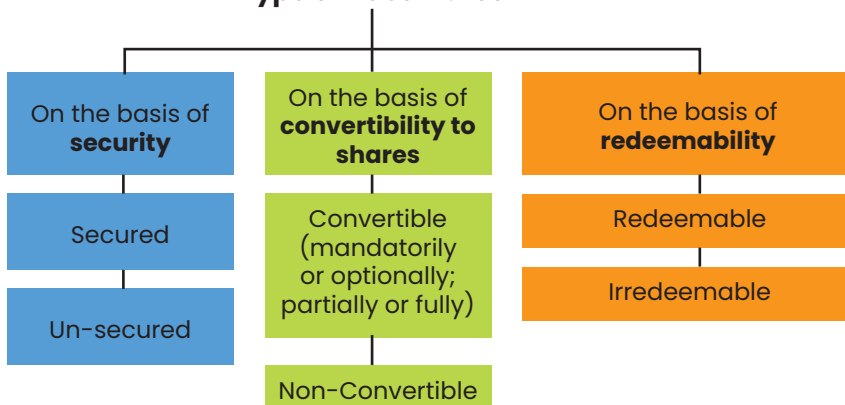 On the basis of
security
Secured
Un-secured
On the basis of
convertibility to
shares
Convertible
(mandatorily
or optionally;
partially or fully)
Non-Convertible
On the basis of
redeemability
Redeemable
Irredeemable